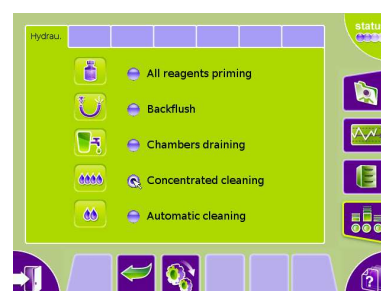 status
Hydrau.
All reagents priming
Backflush
Chambers draining
Concentrated cleaning
Automatic cleaning